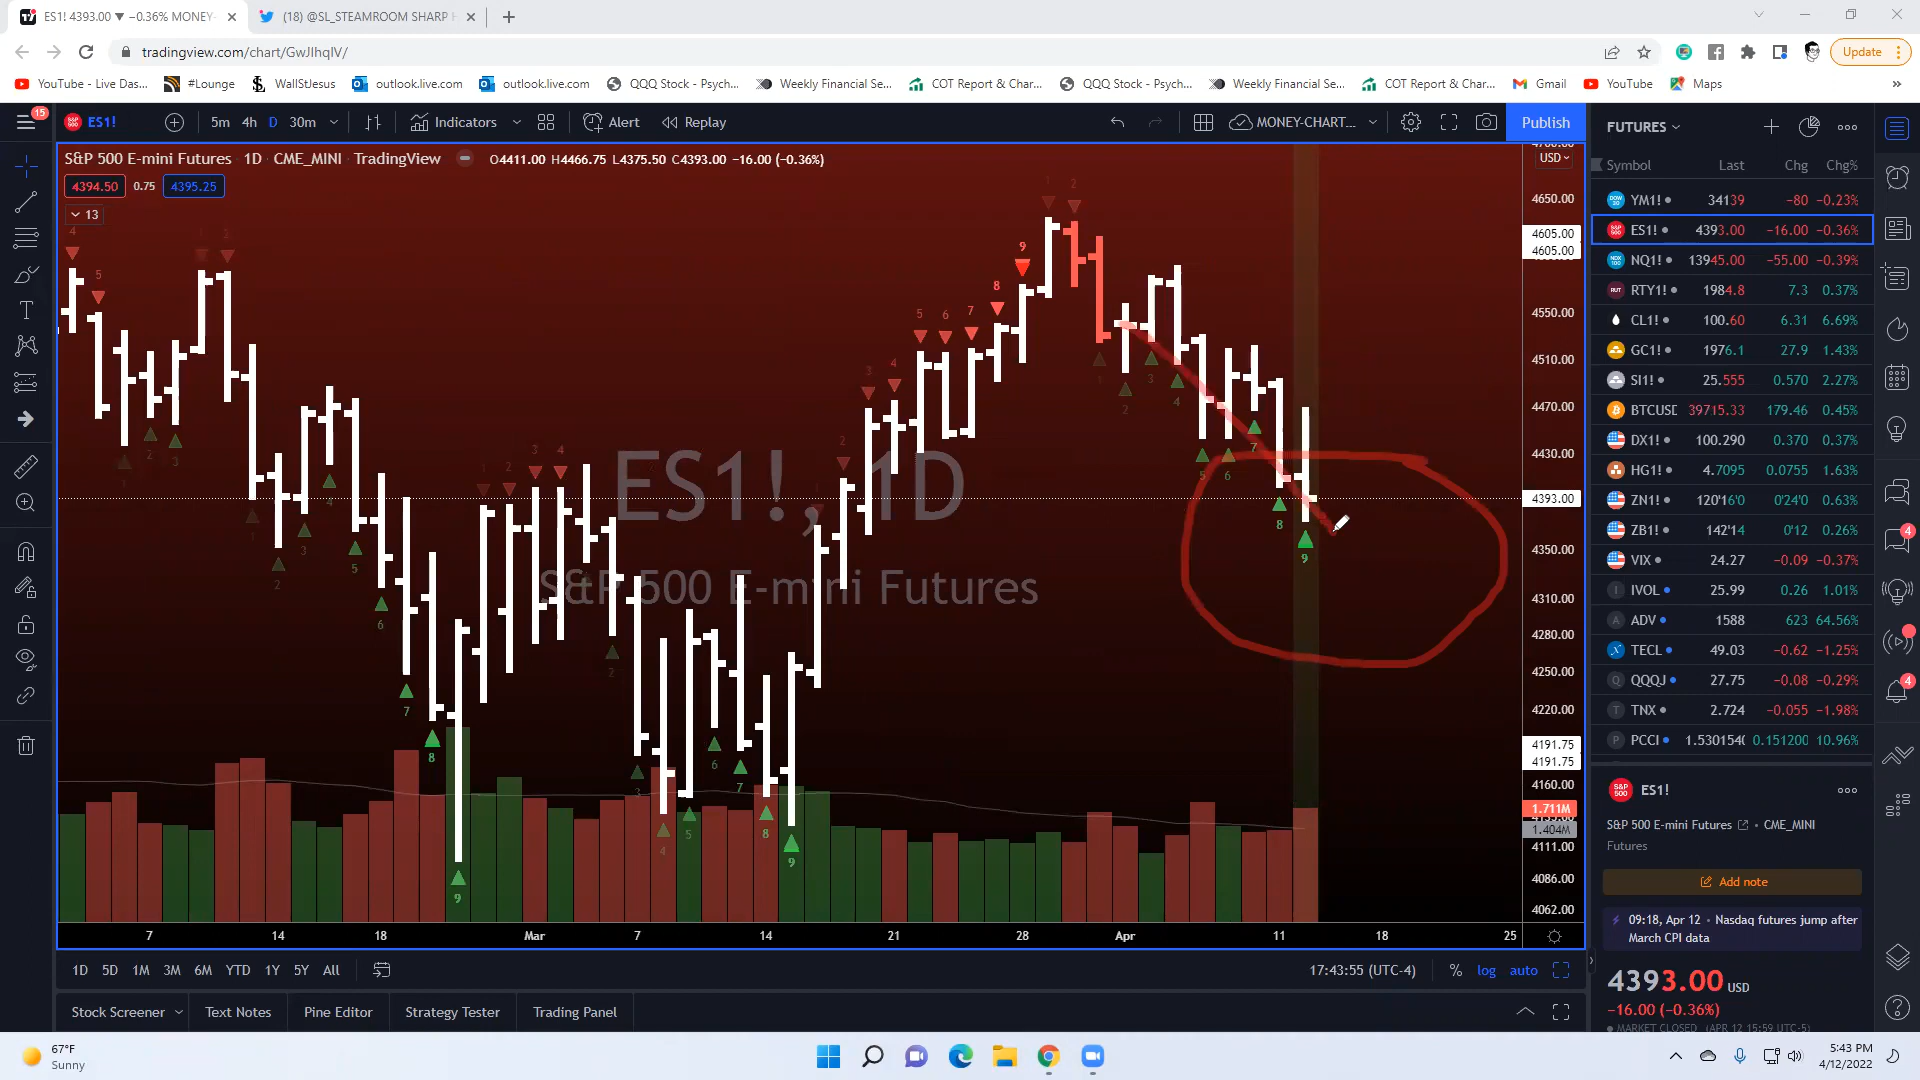 ES1! 4393.00 ▼ −0.36% MONEY-
(18) @SL_STEAMROOM SHARP
tradingview.com/chart/GwJIhqIV/
Update
YouTube - Live Das...
#Lounge
WallStJesus
outlook.live.com
outlook.live.com
QQQ Stock - Psych...
Weekly Financial Se...
COT Report & Char...
QQQ Stock - Psych...
Weekly Financial Se...
COT Report & Char...
Gmail
YouTube
Maps
15
ES1!
5m 4h D 30m
Indicators
Alert
Replay
MONEY-CHART...
Publish
S&P 500 E-mini Futures 1D CME_MINI TradingView
O4411.00 H4466.75 L4375.50 C4393.00 −16.00 (−0.36%)
4394.50 0.75 4395.25
13
ES1!, 1D
S&P 500 E-mini Futures
USD
4650.00
4605.00
4605.00
4550.00
4510.00
4470.00
4430.00
4393.00
4350.00
4310.00
4280.00
4250.00
4220.00
4191.75
4191.75
4160.00
1.711M
1.404M
4111.00
4086.00
4062.00
7 14 18 Mar 7 14 21 28 Apr 11 18 25
1D 5D 1M 3M 6M YTD 1Y 5Y All
17:43:55 (UTC-4) % log auto
Stock Screener Text Notes Pine Editor Strategy Tester Trading Panel
FUTURES
Symbol Last Chg Chg%
YM1! 34139 −80 −0.23%
ES1! 4393.00 −16.00 −0.36%
NQ1! 13945.00 −55.00 −0.39%
RTY1! 1984.8 7.3 0.37%
CL1! 100.60 6.31 6.69%
GC1! 1976.1 27.9 1.43%
SI1! 25.555 0.570 2.27%
BTCUSD 39715.33 179.46 0.45%
DX1! 100.290 0.370 0.37%
HG1! 4.7095 0.0755 1.63%
ZN1! 120'16'0 0'24'0 0.63%
ZB1! 142'14 0'12 0.26%
VIX 24.27 −0.09 −0.37%
IVOL 25.99 0.26 1.01%
ADV 1588 623 64.56%
TECL 49.03 −0.62 −1.25%
QQQJ 27.75 −0.08 −0.29%
TNX 2.724 −0.055 −1.98%
PCCI 1.530154 0.151200 10.96%
ES1!
S&P 500 E-mini Futures • CME_MINI
Futures
Add note
09:18, Apr 12 • Nasdaq futures jump after
March CPI data
4393.00 USD
−16.00 (−0.36%)
MARKET CLOSED (APR 12 15:59 UTC-5)
4
4
67°F
Sunny
5:43 PM
4/12/2022